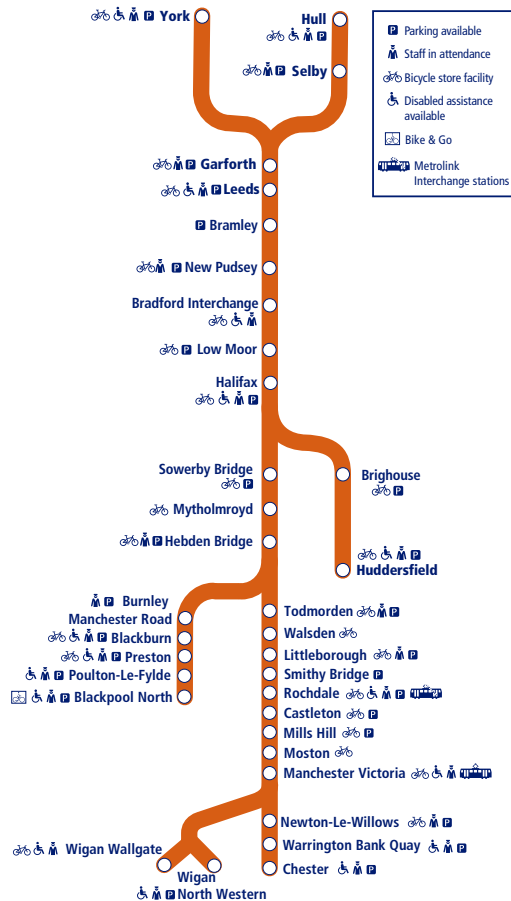 York
Hull
Selby
P Parking available
Staff in attendance
Bicycle store facility
Disabled assistance
available
Bike & Go
Metrolink
Interchange stations
Garforth
Leeds
Bramley
New Pudsey
Bradford Interchange
Low Moor
Halifax
Sowerby Bridge
Brighouse
Mytholmroyd
Hebden Bridge
Huddersfield
Burnley
Manchester Road
Blackburn
Preston
Poulton-Le-Fylde
Blackpool North
Todmorden
Walsden
Littleborough
Smithy Bridge
Rochdale
Castleton
Mills Hill
Moston
Manchester Victoria
Newton-Le-Willows
Warrington Bank Quay
Chester
Wigan Wallgate
Wigan
North Western